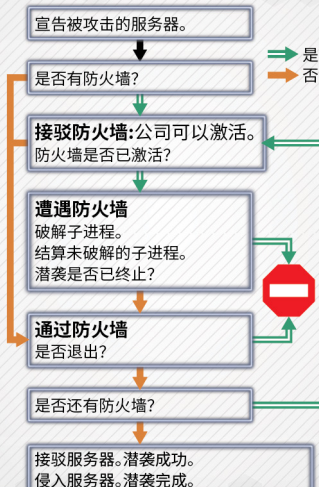 宣告被攻击的服务器。
是否有防火墙？
是
否
接驳防火墙:公司可以激活。
防火墙是否已激活？
遭遇防火墙
破解子进程。
结算未破解的子进程。
潜袭是否已终止？
通过防火墙
是否退出？
是否还有防火墙？
接驳服务器。潜袭成功。
侵入服务器。潜袭完成。